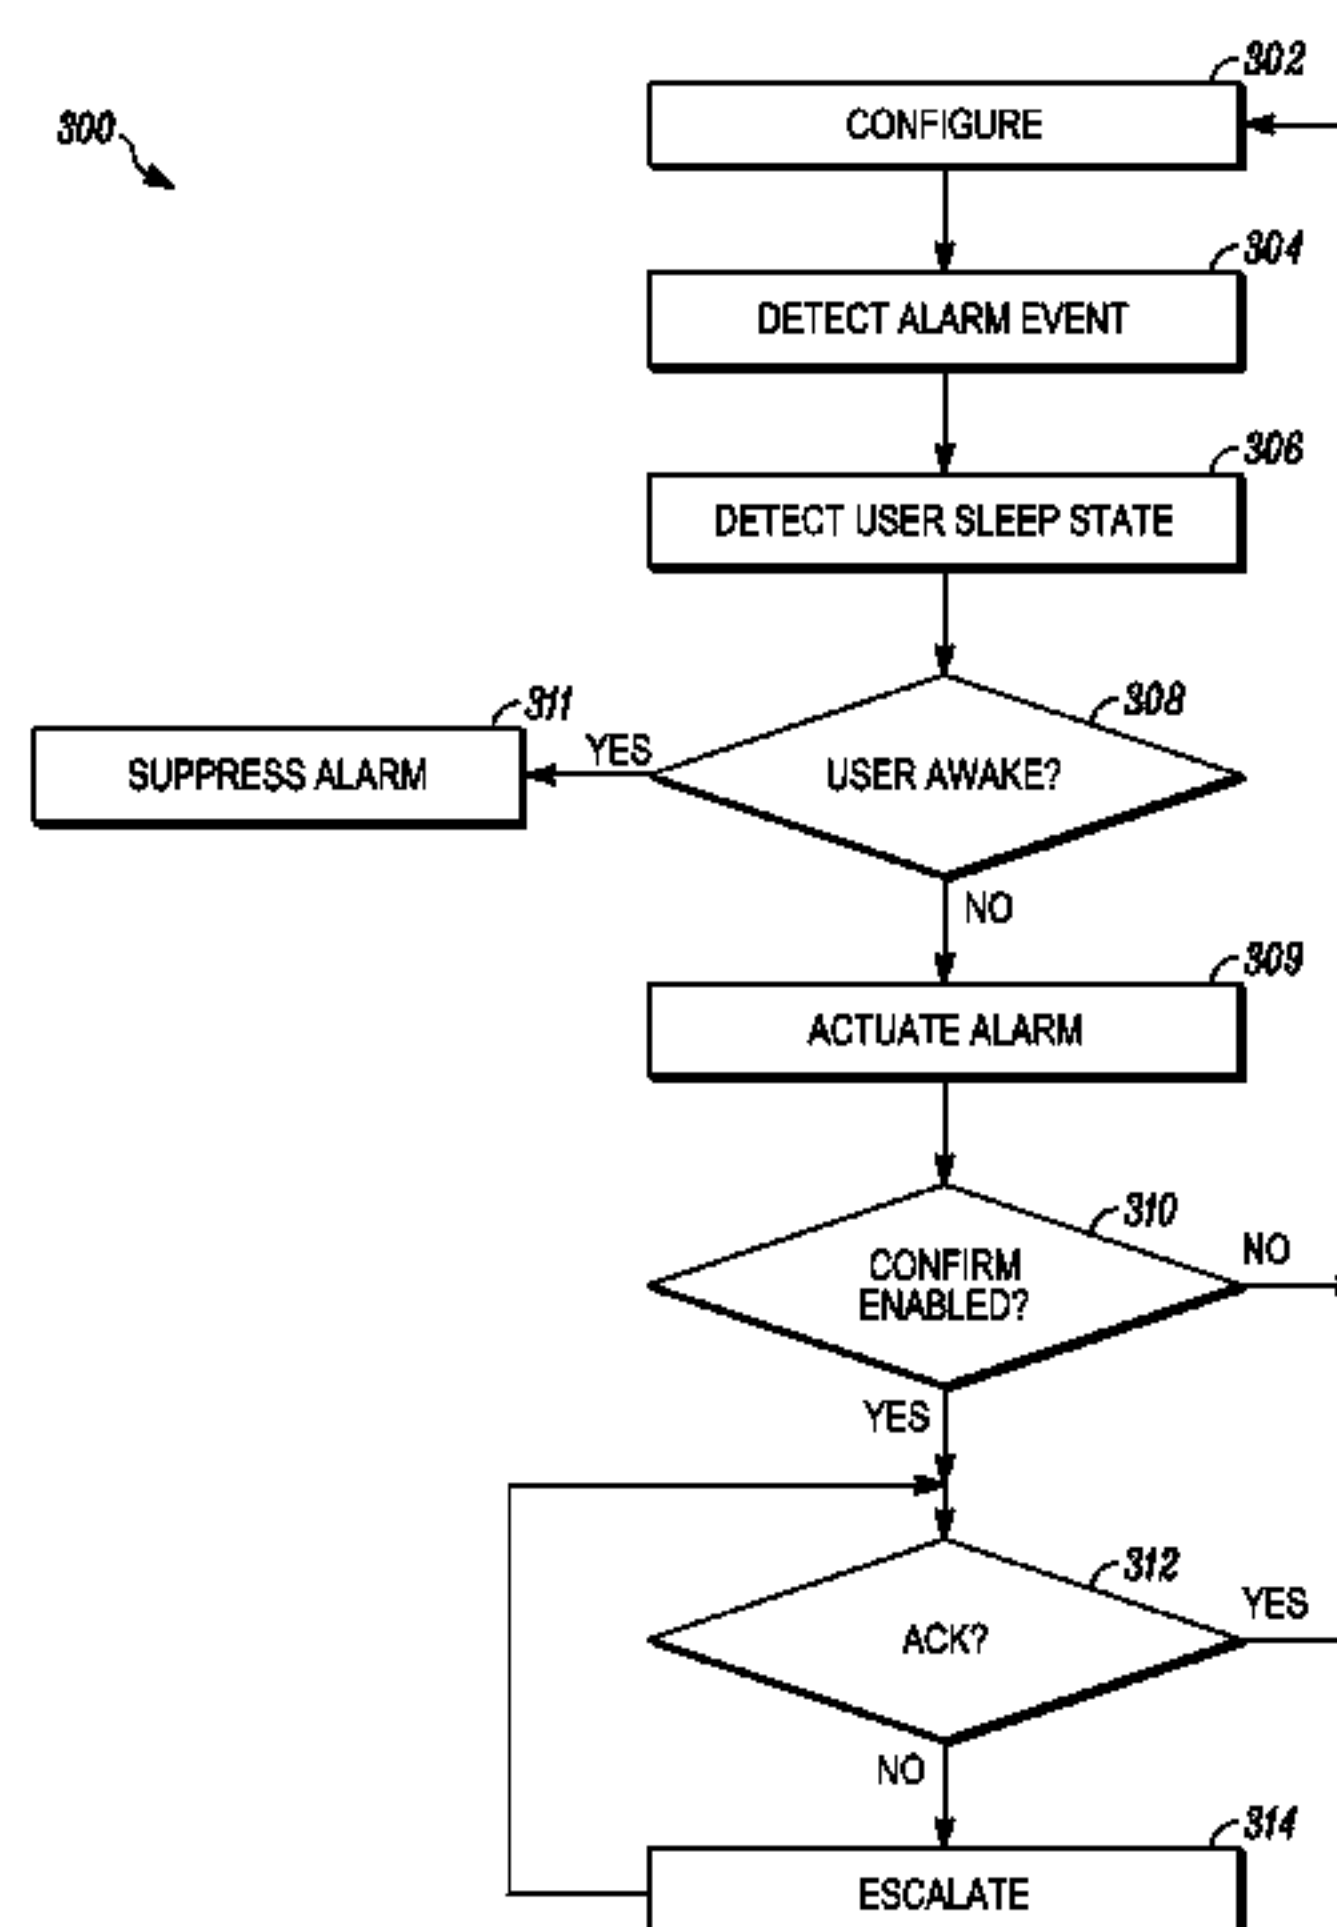 302
300
CONFIGURE
304
DETECT ALARM EVENT
306
DETECT USER SLEEP STATE
311
308
YES
SUPPRESS ALARM
USER AWAKE?
NO
309
ACTUATE ALARM
310
NO
CONFIRM
ENABLED?
YES
312
YES
ACK?
NO
314
ESCALATE